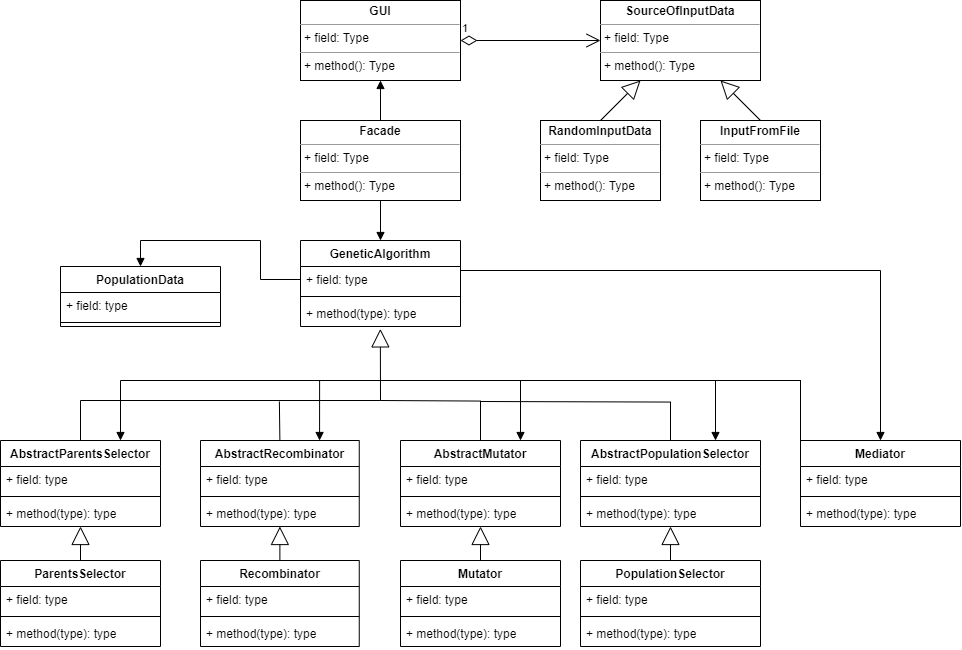 GUI
+ field: Type
+ method(): Type
1
SourceOfInputData
+ field: Type
+ method(): Type
Facade
+ field: Type
+ method(): Type
RandomInputData
+ field: Type
+ method(): Type
InputFromFile
+ field: Type
+ method(): Type
GeneticAlgorithm
+ field: type
+ method(type): type
PopulationData
+ field: type
AbstractParentsSelector
+ field: type
+ method(type): type
AbstractRecombinator
+ field: type
+ method(type): type
AbstractMutator
+ field: type
+ method(type): type
AbstractPopulationSelector
+ field: type
+ method(type): type
Mediator
+ field: type
+ method(type): type
ParentsSelector
+ field: type
+ method(type): type
Recombinator
+ field: type
+ method(type): type
Mutator
+ field: type
+ method(type): type
PopulationSelector
+ field: type
+ method(type): type